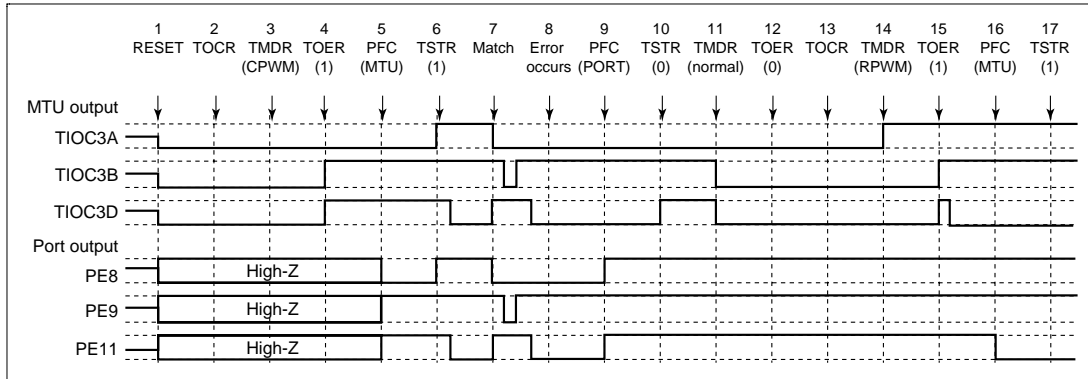 1 2 3 4 5 6 7 8 9 10 11 12 13 14 15 16 17
RESET TOCR TMDR TOER PFC TSTR Match Error PFC TSTR TMDR TOER TOCR TMDR TOER PFC TSTR
(CPWM) (1) (MTU) (1) occurs (PORT) (0) (normal) (0) (RPWM) (1) (MTU) (1)
MTU output
TIOC3A
TIOC3B
TIOC3D
Port output
PE8 High-Z
PE9 High-Z
PE11 High-Z